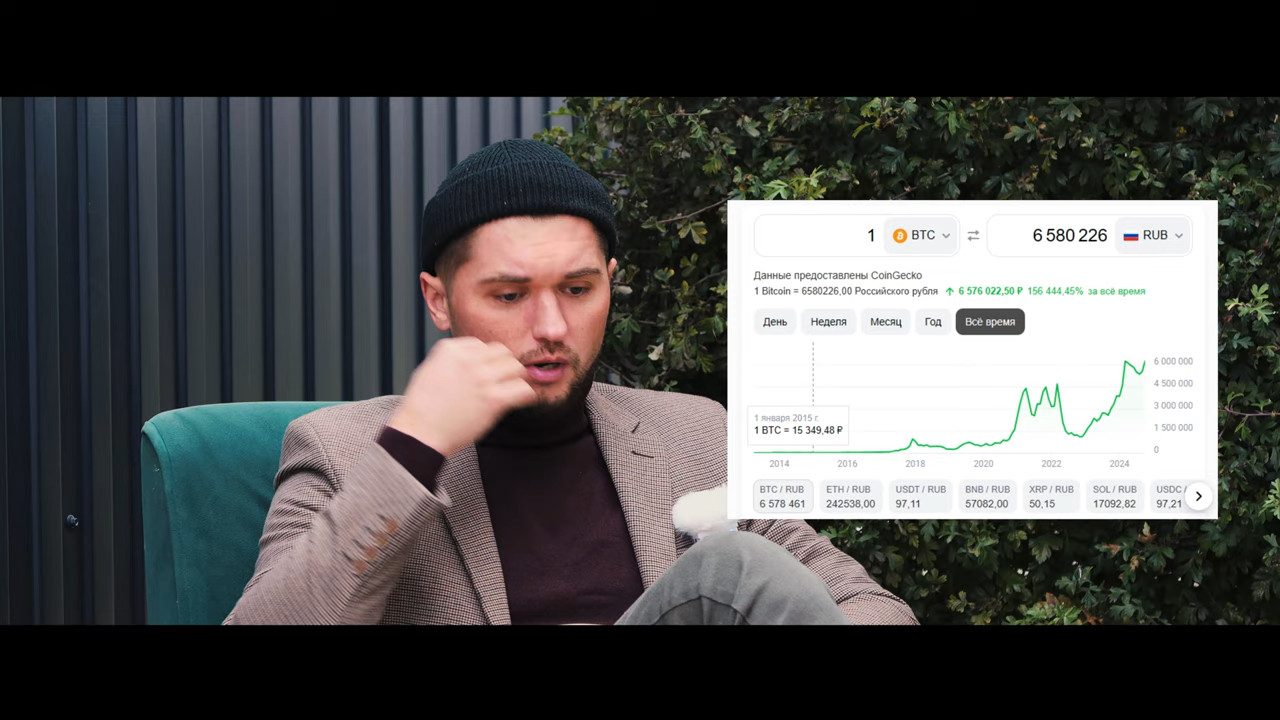 1 BTC 6 580 226 RUB
Данные предоставлены CoinGecko
1 Bitcoin = 6580226,00 Российского рубля ↑ 6 576 022,50 ₽ 156 444,45% за всё время
День Неделя Месяц Год Всё время
6 000 000
4 500 000
3 000 000
1 500 000
0
1 января 2015 г.
1 BTC = 15 349,48 ₽
2014 2016 2018 2020 2022 2024
BTC / RUB ETH / RUB USDT / RUB BNB / RUB XRP / RUB SOL / RUB USDC /
6 578 461 242538,00 97,11 57082,00 50,15 17092,82 97,21